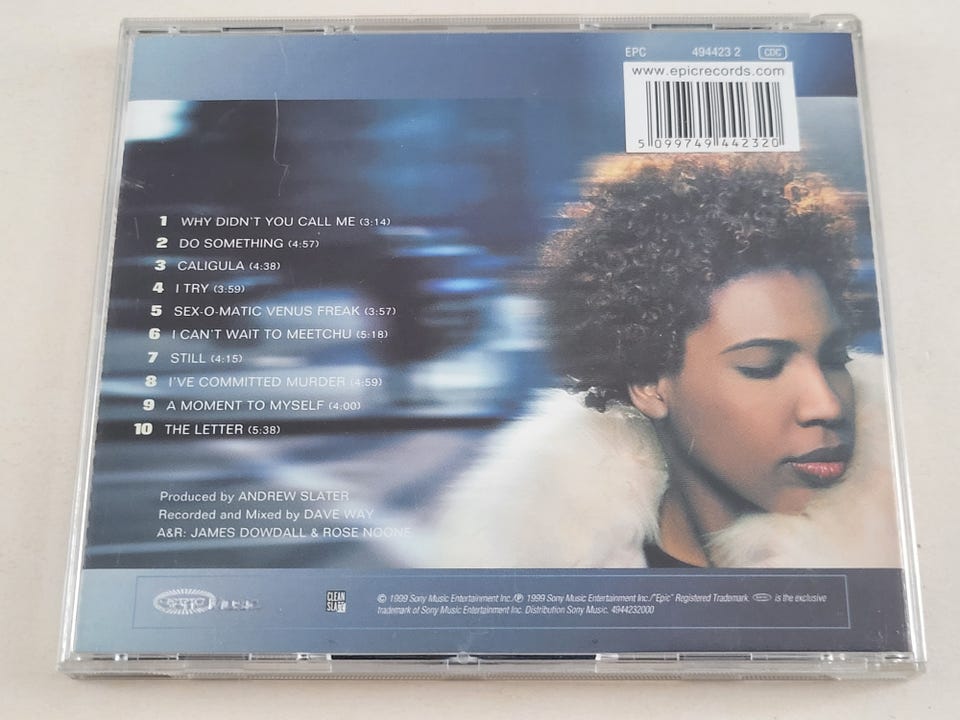 EPC 494423 2 CDC
www.epicrecords.com
5 099749 442320
1 WHY DIDN'T YOU CALL ME (3:14)
2 DO SOMETHING (4:57)
3 CALIGULA (4:38)
4 I TRY (3:59)
5 SEX-O-MATIC VENUS FREAK (3:57)
6 I CAN'T WAIT TO MEETCHU (5:18)
7 STILL (4:15)
8 I'VE COMMITTED MURDER (4:59)
9 A MOMENT TO MYSELF (4:00)
10 THE LETTER (5:38)
Produced by ANDREW SLATER
Recorded and Mixed by DAVE WAY
A&R: JAMES DOWDALL & ROSE NOONE
epic Music
CLEAN
SLATE
© 1999 Sony Music Entertainment Inc./℗ 1999 Sony Music Entertainment Inc./"Epic" Registered Trademark. epic is the exclusive
trademark of Sony Music Entertainment Inc. Distribution Sony Music. 4944232000